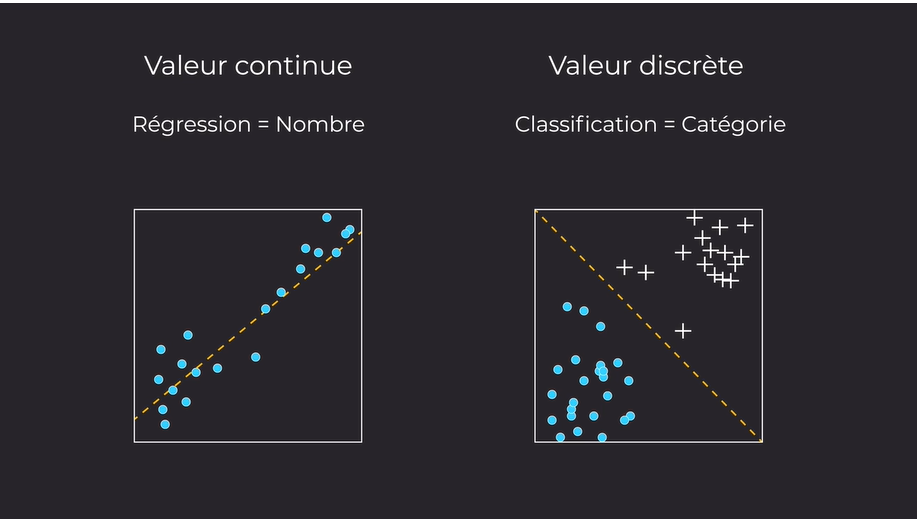 Valeur continue
Régression = Nombre
Valeur discrète
Classification = Catégorie